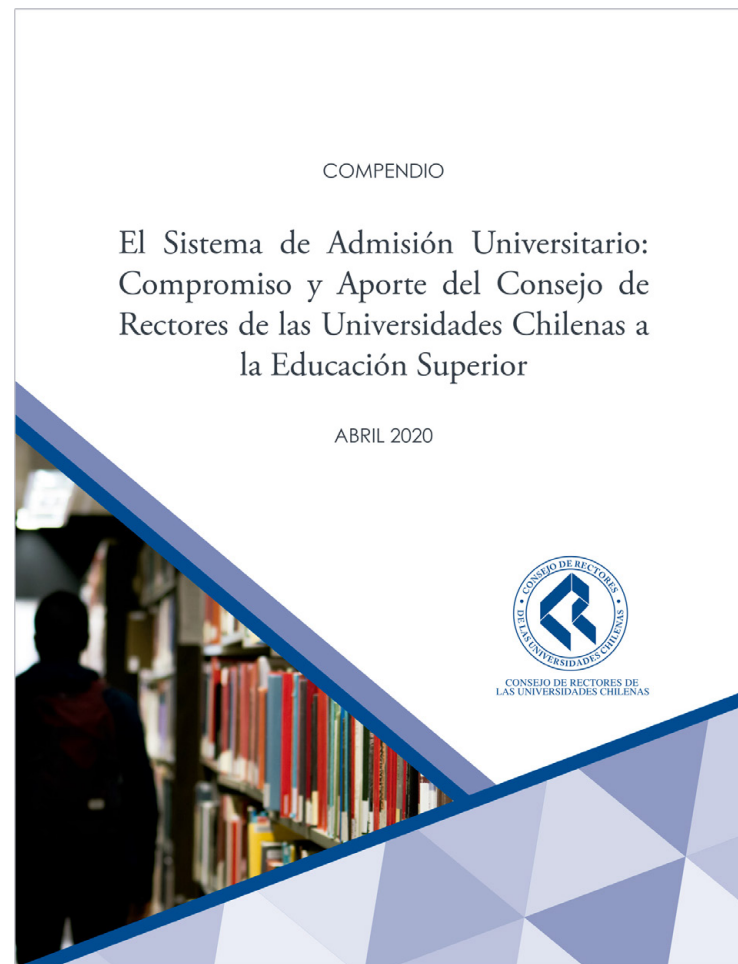 COMPENDIO
El Sistema de Admisión Universitario:
Compromiso y Aporte del Consejo de
Rectores de las Universidades Chilenas a
la Educación Superior
ABRIL 2020
CONSEJO DE RECTORES
DE LAS UNIVERSIDADES CHILENAS
CONSEJO DE RECTORES DE
LAS UNIVERSIDADES CHILENAS